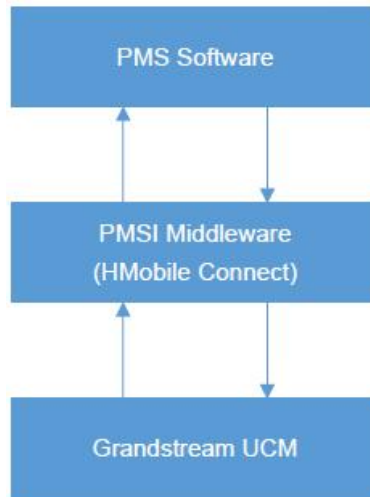 PMS Software
PMSI Middleware
(HMobile Connect)
Grandstream UCM